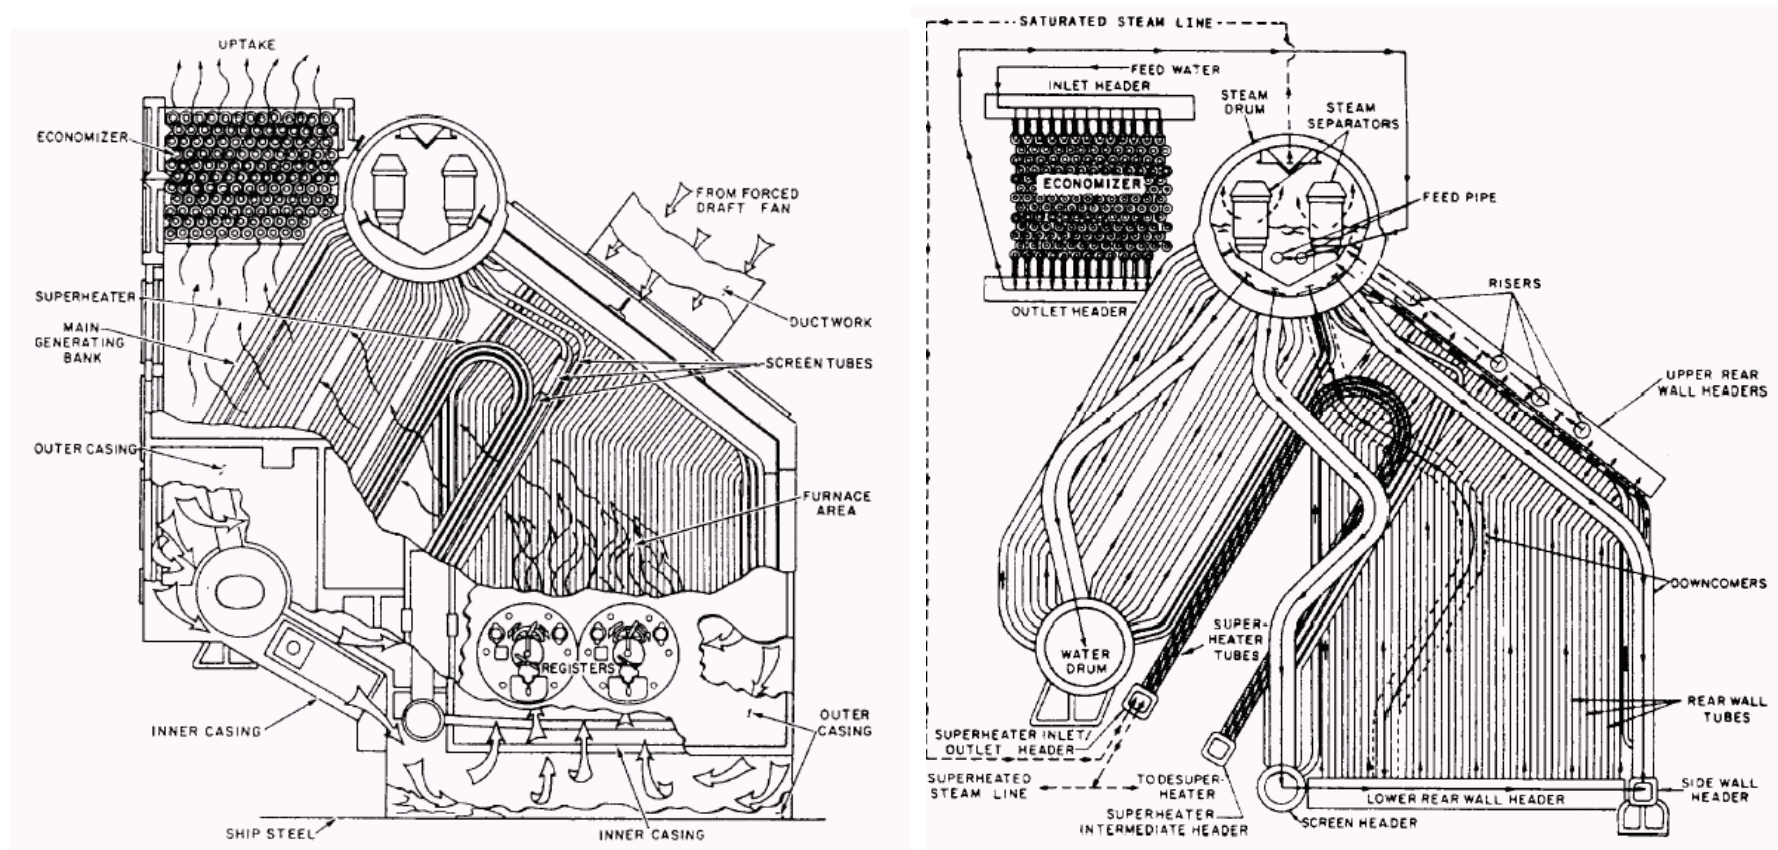 UPTAKE
ECONOMIZER
FROM FORCED
DRAFT FAN
SUPERHEATER
MAIN
GENERATING
BANK
DUCTWORK
SCREEN TUBES
OUTER CASING
FURNACE
AREA
REGISTERS
INNER CASING
OUTER
CASING
SHIP STEEL
INNER CASING
SATURATED STEAM LINE
FEED WATER
INLET HEADER
STEAM
DRUM
STEAM
SEPARATORS
ECONOMIZER
FEED PIPE
RISERS
OUTLET HEADER
UPPER REAR
WALL HEADERS
DOWNCOMERS
SUPER-
HEATER
TUBES
WATER
DRUM
REAR WALL
TUBES
SUPERHEATER INLET/
OUTLET HEADER
SUPERHEATED
STEAM LINE
TO DESUPER-
HEATER
SIDE WALL
HEADER
LOWER REAR WALL HEADER
SUPERHEATER
INTERMEDIATE HEADER
SCREEN HEADER